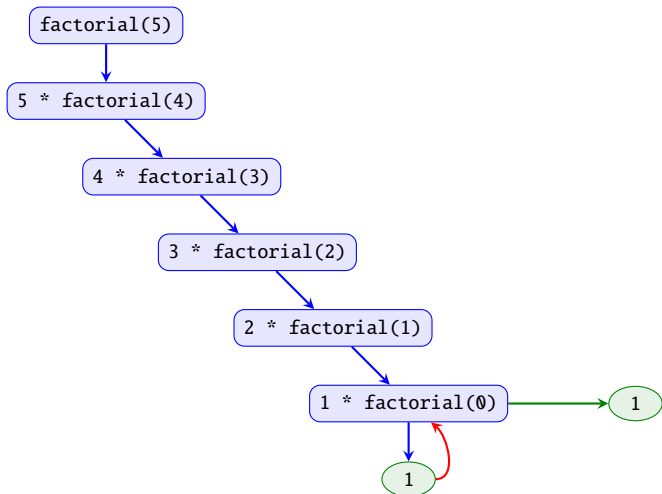 factorial(5)
5 * factorial(4)
4 * factorial(3)
3 * factorial(2)
2 * factorial(1)
1 * factorial(0)
1
1